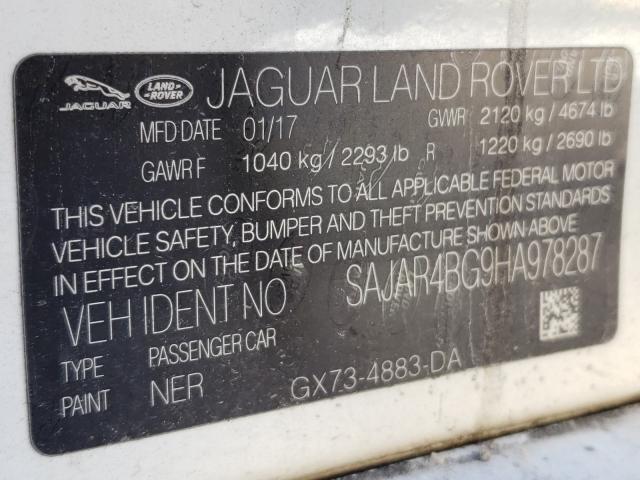 JAGUAR LAND-ROVER JAGUAR LAND ROVER LTD
MFD DATE 01/17 GWR 2120 kg / 4674 lb
GAWR F 1040 kg / 2293 lb R 1220 kg / 2690 lb
THIS VEHICLE CONFORMS TO ALL APPLICABLE FEDERAL MOTOR
VEHICLE SAFETY, BUMPER AND THEFT PREVENTION STANDARDS
IN EFFECT ON THE DATE OF MANUFACTURE SHOWN ABOVE
VEH IDENT NO SAJAR4BG9HA978287
TYPE PASSENGER CAR
PAINT NER GX73-4883-DA